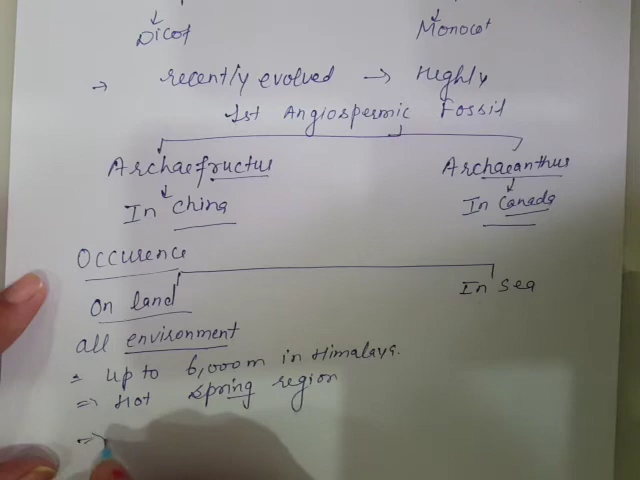 Dicot Monocot
→ recently evolved → Highly
1st Angiospermic Fossil
Archaefructus Archaeanthus
In China In Canada
Occurence
On land In Sea
all environment
= up to 6,000m in Himalaya.
=> Hot spring region
=>